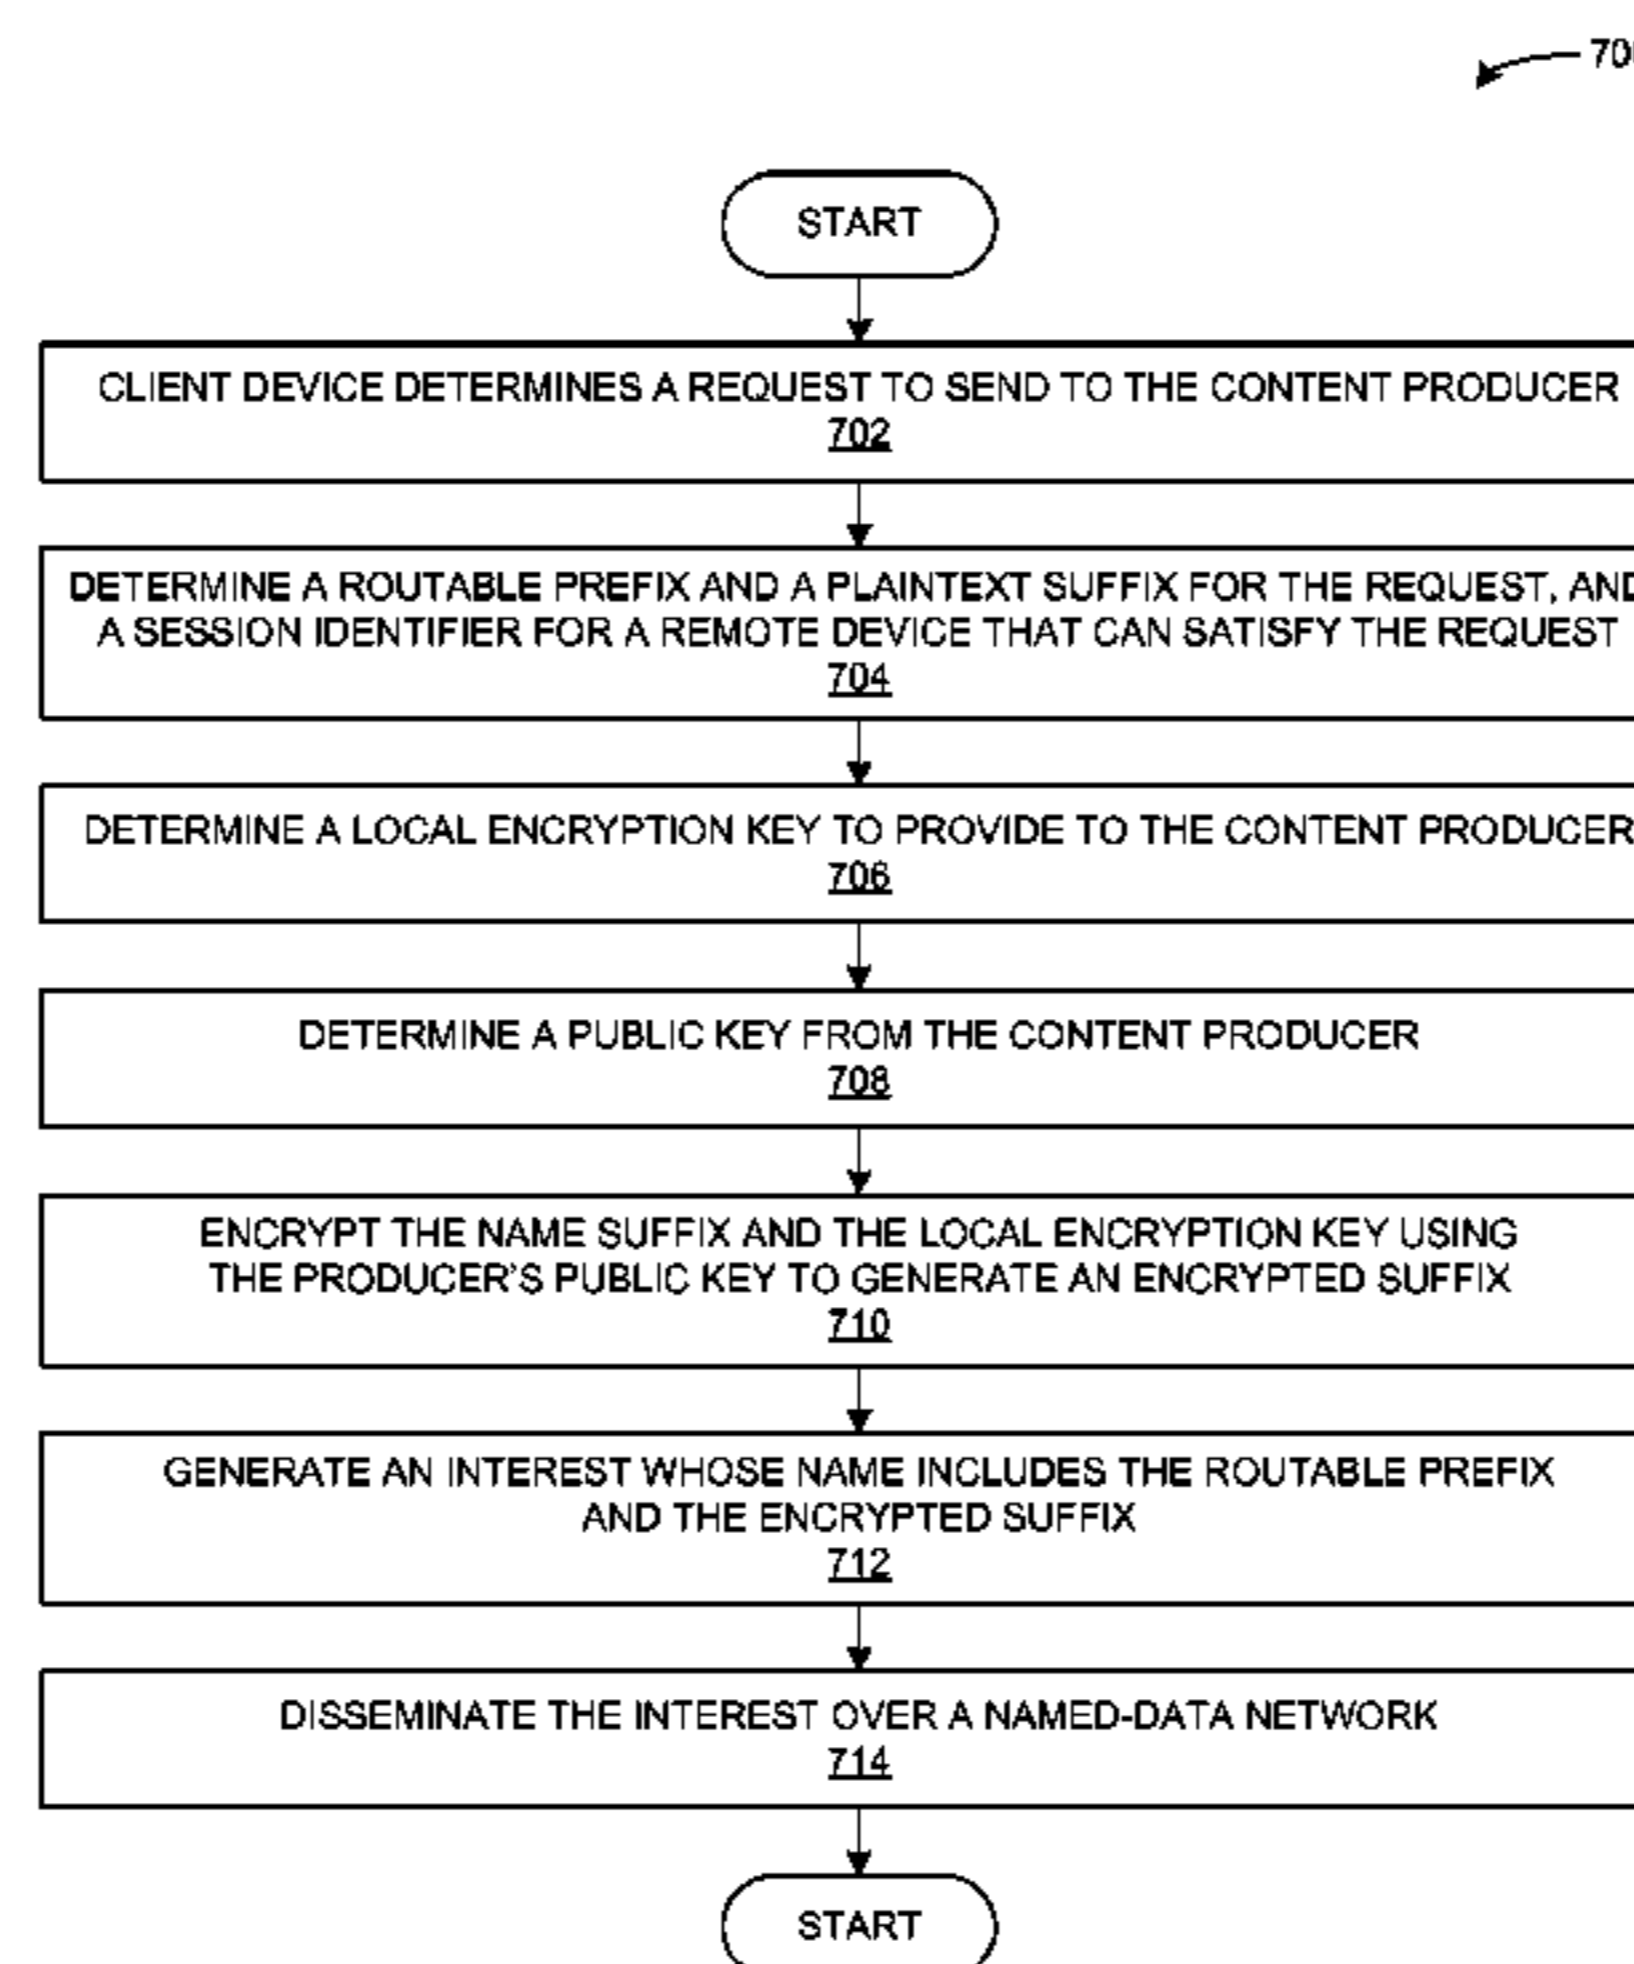 70
START
CLIENT DEVICE DETERMINES A REQUEST TO SEND TO THE CONTENT PRODUCER
702
DETERMINE A ROUTABLE PREFIX AND A PLAINTEXT SUFFIX FOR THE REQUEST, AND
A SESSION IDENTIFIER FOR A REMOTE DEVICE THAT CAN SATISFY THE REQUEST
704
DETERMINE A LOCAL ENCRYPTION KEY TO PROVIDE TO THE CONTENT PRODUCER
706
DETERMINE A PUBLIC KEY FROM THE CONTENT PRODUCER
708
ENCRYPT THE NAME SUFFIX AND THE LOCAL ENCRYPTION KEY USING
THE PRODUCER'S PUBLIC KEY TO GENERATE AN ENCRYPTED SUFFIX
710
GENERATE AN INTEREST WHOSE NAME INCLUDES THE ROUTABLE PREFIX
AND THE ENCRYPTED SUFFIX
712
DISSEMINATE THE INTEREST OVER A NAMED-DATA NETWORK
714
START